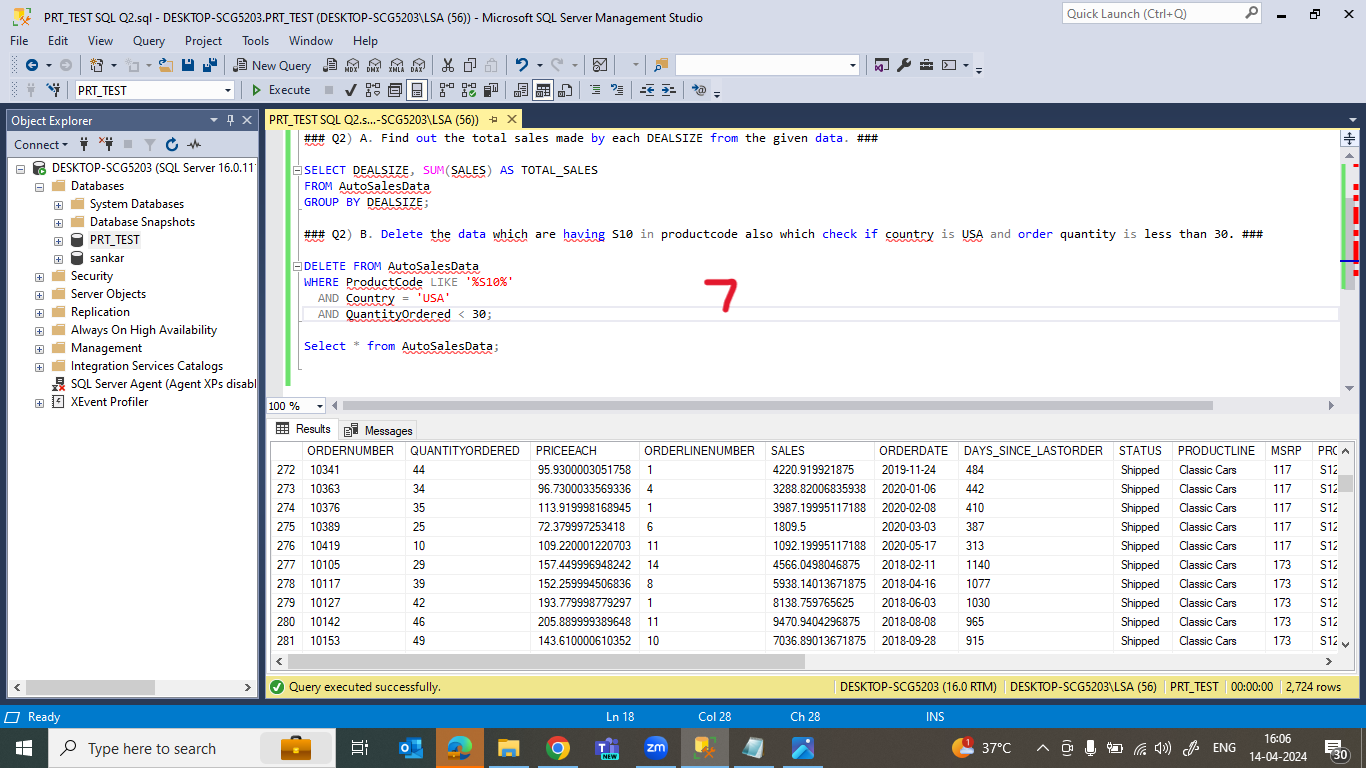 PRT_TEST SQL Q2.sql - DESKTOP-SCG5203.PRT_TEST (DESKTOP-SCG5203\LSA (56)) - Microsoft SQL Server Management Studio
Quick Launch (Ctrl+Q)
File Edit View Query Project Tools Window Help
New Query MDX DMX XMLA DAX
PRT_TEST Execute
Object Explorer
Connect
DESKTOP-SCG5203 (SQL Server 16.0.11
Databases
System Databases
Database Snapshots
PRT_TEST
sankar
Security
Server Objects
Replication
Always On High Availability
Management
Integration Services Catalogs
SQL Server Agent (Agent XPs disabl
XEvent Profiler
PRT_TEST SQL Q2.s...-SCG5203\LSA (56))
### Q2) A. Find out the total sales made by each DEALSIZE from the given data. ###
SELECT DEALSIZE, SUM(SALES) AS TOTAL_SALES
FROM AutoSalesData
GROUP BY DEALSIZE;
### Q2) B. Delete the data which are having S10 in productcode also which check if country is USA and order quantity is less than 30. ###
DELETE FROM AutoSalesData
WHERE ProductCode LIKE '%S10%'
AND Country = 'USA'
AND QuantityOrdered < 30;
7
Select * from AutoSalesData;
100 %
Results Messages
ORDERNUMBER QUANTITYORDERED PRICEEACH ORDERLINENUMBER SALES ORDERDATE DAYS_SINCE_LASTORDER STATUS PRODUCTLINE MSRP PRC
272 10341 44 95.9300003051758 1 4220.919921875 2019-11-24 484 Shipped Classic Cars 117 S12
273 10363 34 96.7300033569336 4 3288.82006835938 2020-01-06 442 Shipped Classic Cars 117 S12
274 10376 35 113.919998168945 1 3987.19995117188 2020-02-08 410 Shipped Classic Cars 117 S12
275 10389 25 72.379997253418 6 1809.5 2020-03-03 387 Shipped Classic Cars 117 S12
276 10419 10 109.220001220703 11 1092.19995117188 2020-05-17 313 Shipped Classic Cars 117 S12
277 10105 29 157.449996948242 14 4566.0498046875 2018-02-11 1140 Shipped Classic Cars 173 S12
278 10117 39 152.259994506836 8 5938.14013671875 2018-04-16 1077 Shipped Classic Cars 173 S12
279 10127 42 193.779998779297 1 8138.759765625 2018-06-03 1030 Shipped Classic Cars 173 S12
280 10142 46 205.889999389648 11 9470.9404296875 2018-08-08 965 Shipped Classic Cars 173 S12
281 10153 49 143.610000610352 10 7036.89013671875 2018-09-28 915 Shipped Classic Cars 173 S12
Query executed successfully. DESKTOP-SCG5203 (16.0 RTM) DESKTOP-SCG5203\LSA (56) PRT_TEST 00:00:00 2,724 rows
Ready Ln 18 Col 28 Ch 28 INS
Type here to search NEW zm 1 37°C ENG 16:06
14-04-2024 30